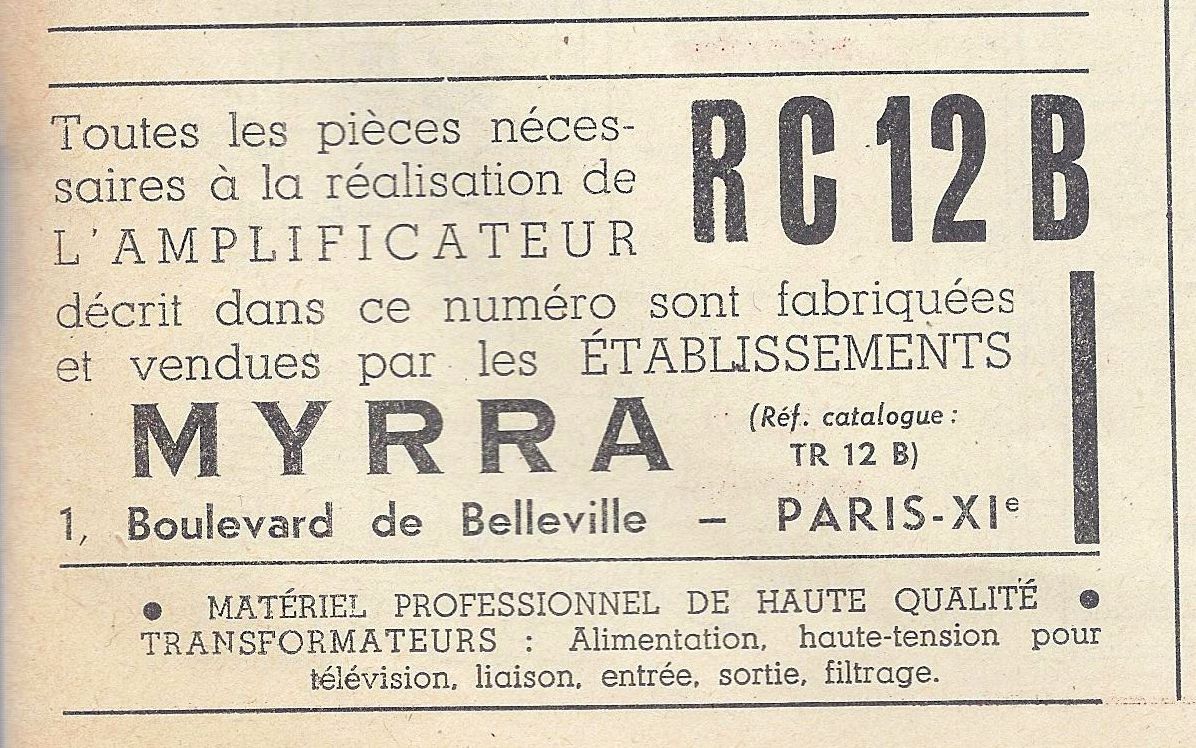 Toutes les pièces néces-
saires à la réalisation de
L'AMPLIFICATEUR
RC12B
décrit dans ce numéro sont fabriquées
et vendues par les ÉTABLISSEMENTS
MYRRA
(Réf. catalogue :
TR 12 B)
1, Boulevard de Belleville – PARIS-XIe
• MATÉRIEL PROFESSIONNEL DE HAUTE QUALITÉ •
TRANSFORMATEURS : Alimentation, haute-tension pour
télévision, liaison, entrée, sortie, filtrage.